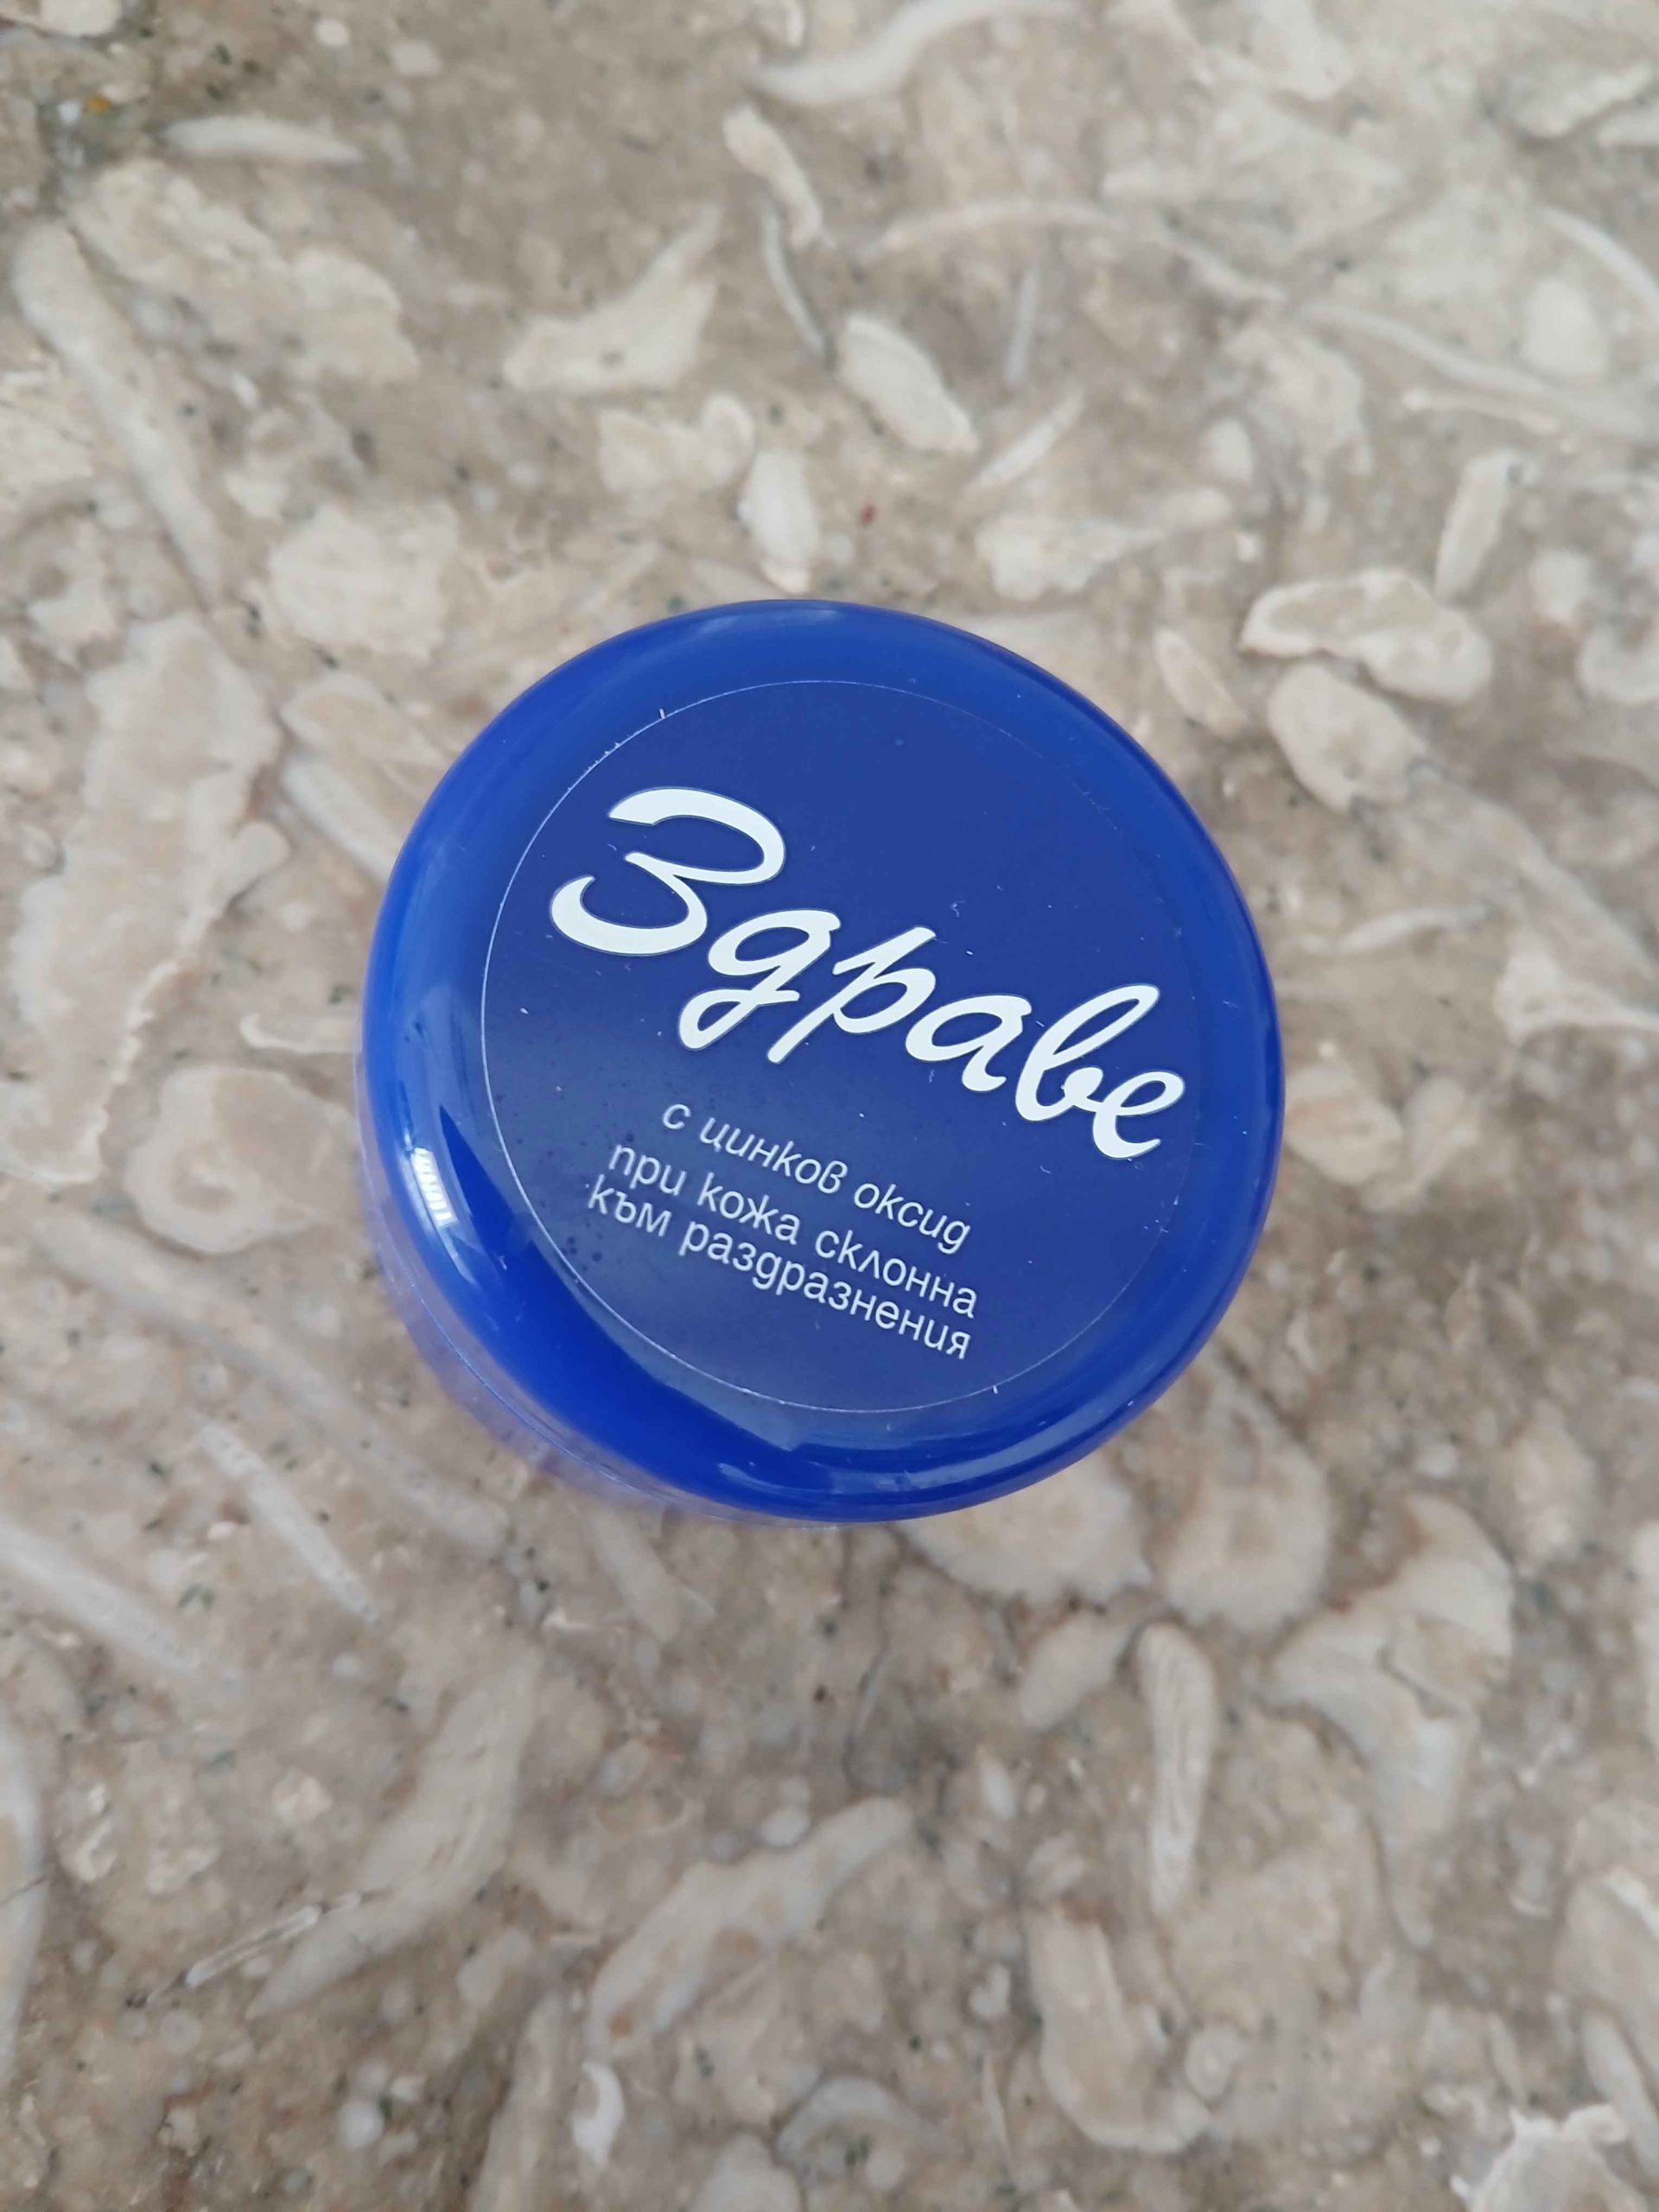 Здраве
с цинков оксид
при кожа склонна
към раздразнения